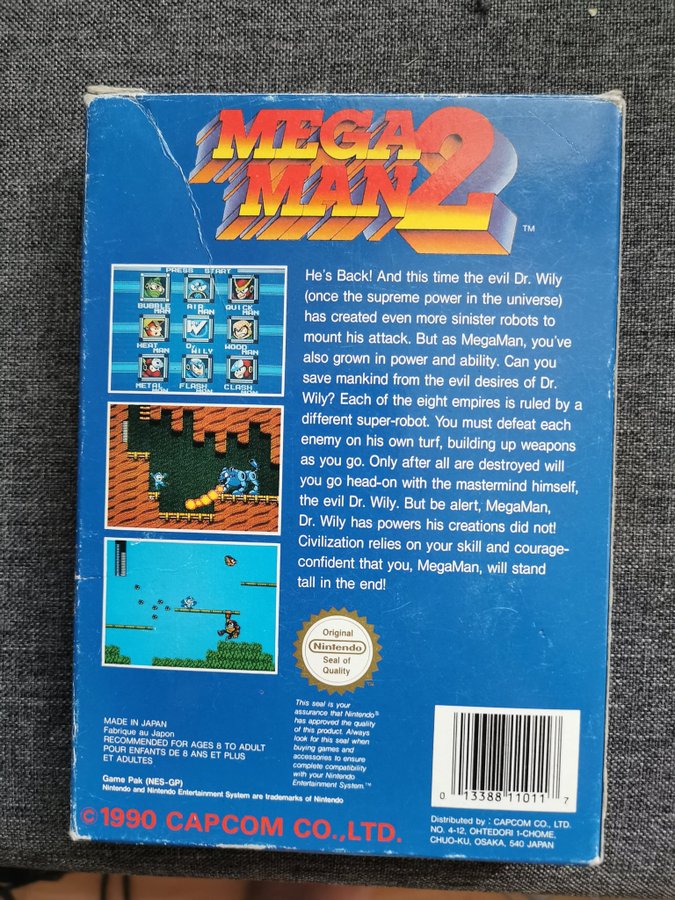 MEGA
MAN 2
TM
PRESS START
BUBBLE MAN AIR MAN QUICK MAN
HEAT MAN DR WILY WOOD MAN
METAL MAN FLASH MAN CLASH MAN
W
He's Back! And this time the evil Dr. Wily
(once the supreme power in the universe)
has created even more sinister robots to
mount his attack. But as MegaMan, you've
also grown in power and ability. Can you
save mankind from the evil desires of Dr.
Wily? Each of the eight empires is ruled by a
different super-robot. You must defeat each
enemy on his own turf, building up weapons
as you go. Only after all are destroyed will
you go head-on with the mastermind himself,
the evil Dr. Wily. But be alert, MegaMan,
Dr. Wily has powers his creations did not!
Civilization relies on your skill and courage-
confident that you, MegaMan, will stand
tall in the end!
Original
Nintendo
Seal of
Quality
TM
This seal is your
assurance that Nintendo®
has approved the quality
of this product. Always
look for this seal when
buying games and
accessories to ensure
complete compatibility
with your Nintendo
Entertainment System.™
MADE IN JAPAN
Fabrique au Japon
RECOMMENDED FOR AGES 8 TO ADULT
POUR ENFANTS DE 8 ANS ET PLUS
ET ADULTES
Game Pak (NES-GP)
Nintendo and Nintendo Entertainment System are trademarks of Nintendo
©1990 CAPCOM CO.,LTD.
0 13388 11011 7
Distributed by : CAPCOM CO., LTD.
NO. 4-12, OHTEDORI 1-CHOME,
CHUO-KU, OSAKA, 540 JAPAN